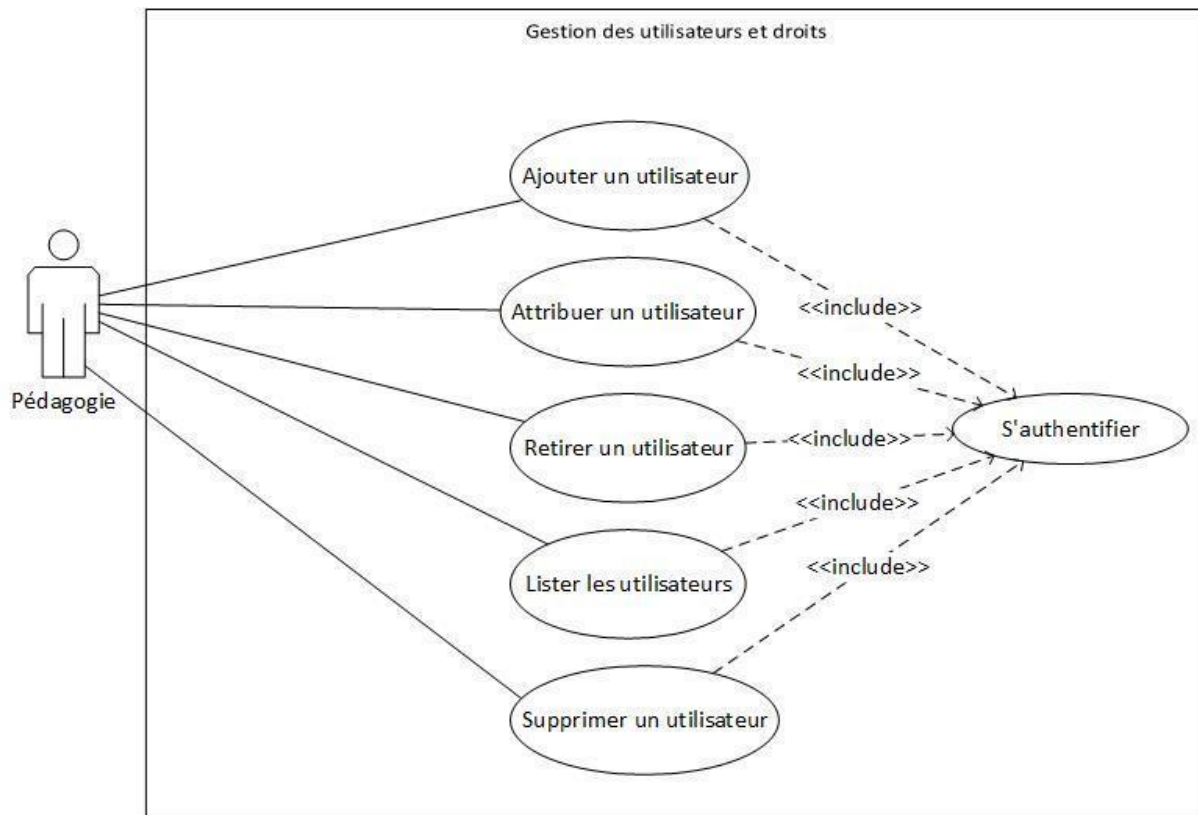 Gestion des utilisateurs et droits
Ajouter un utilisateur
Attribuer un utilisateur
<<include>>
<<include>>
Pédagogie
Retirer un utilisateur
<<include>>
S'authentifier
<<include>>
Lister les utilisateurs
<<include>>
Supprimer un utilisateur